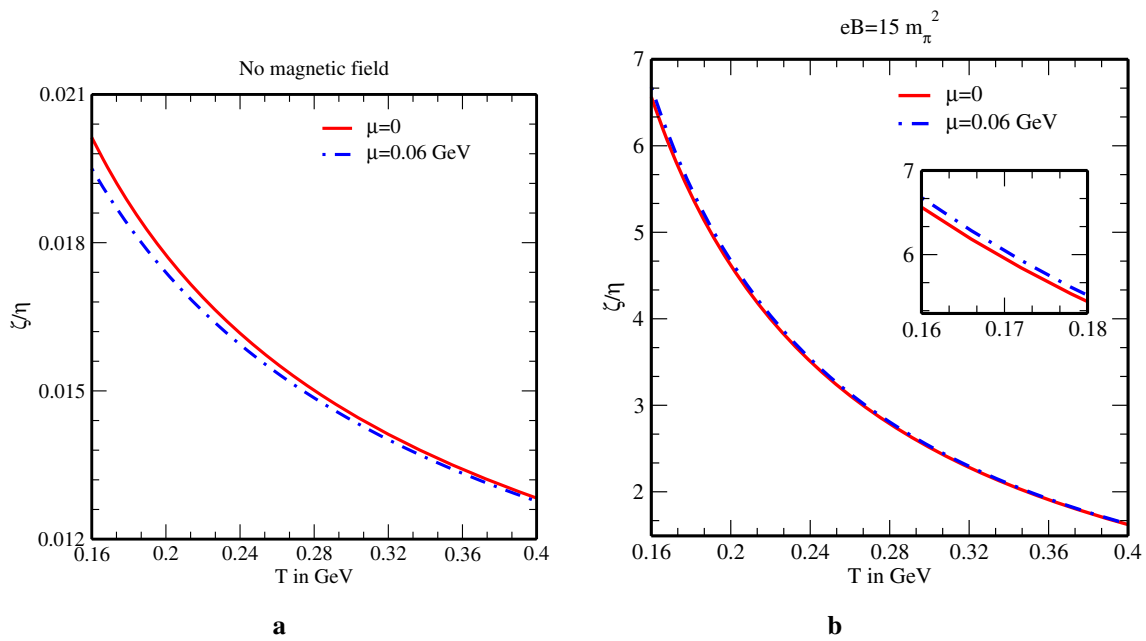 No magnetic field
0.021
0.018
0.015
0.012
ζ/η
μ=0
μ=0.06 GeV
0.16 0.2 0.24 0.28 0.32 0.36 0.4
T in GeV
a
eB=15 m_π^2
7
6
5
4
3
2
ζ/η
μ=0
μ=0.06 GeV
7
6
0.16 0.17 0.18
0.16 0.2 0.24 0.28 0.32 0.36 0.4
T in GeV
b